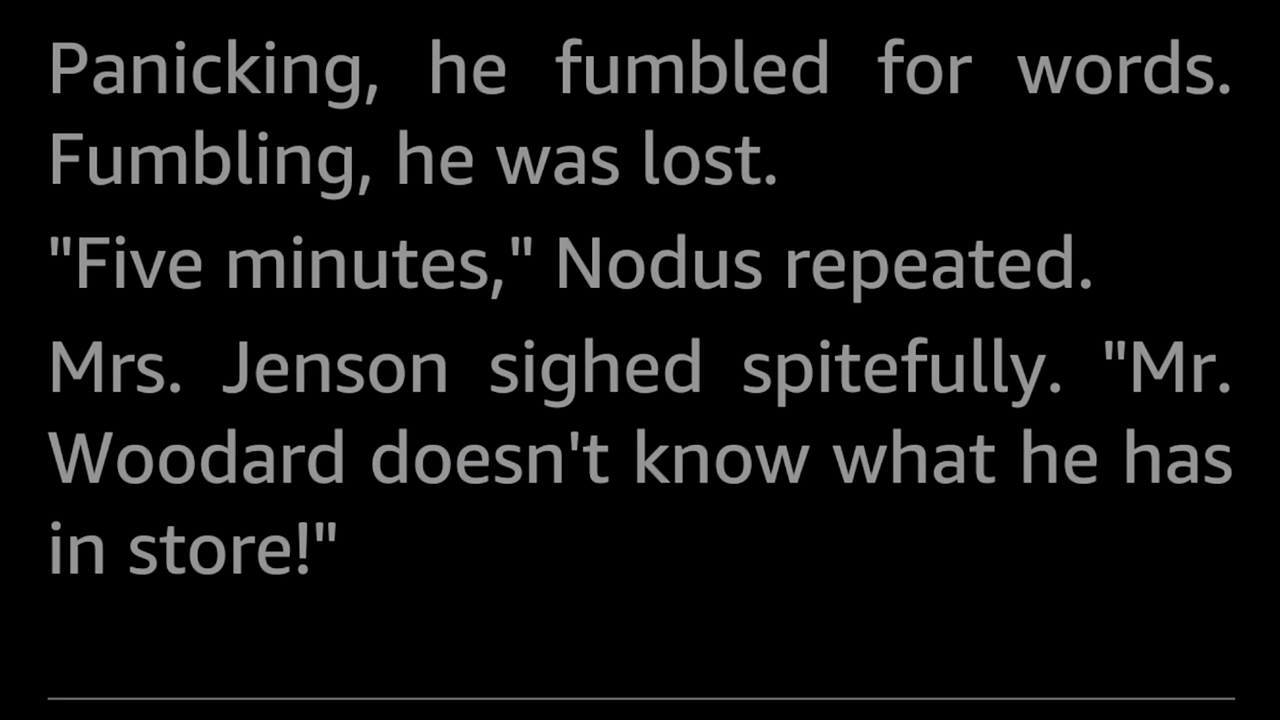 Panicking, he fumbled for words.
Fumbling, he was lost.
"Five minutes," Nodus repeated.
Mrs. Jenson sighed spitefully. "Mr.
Woodard doesn't know what he has
in store!"